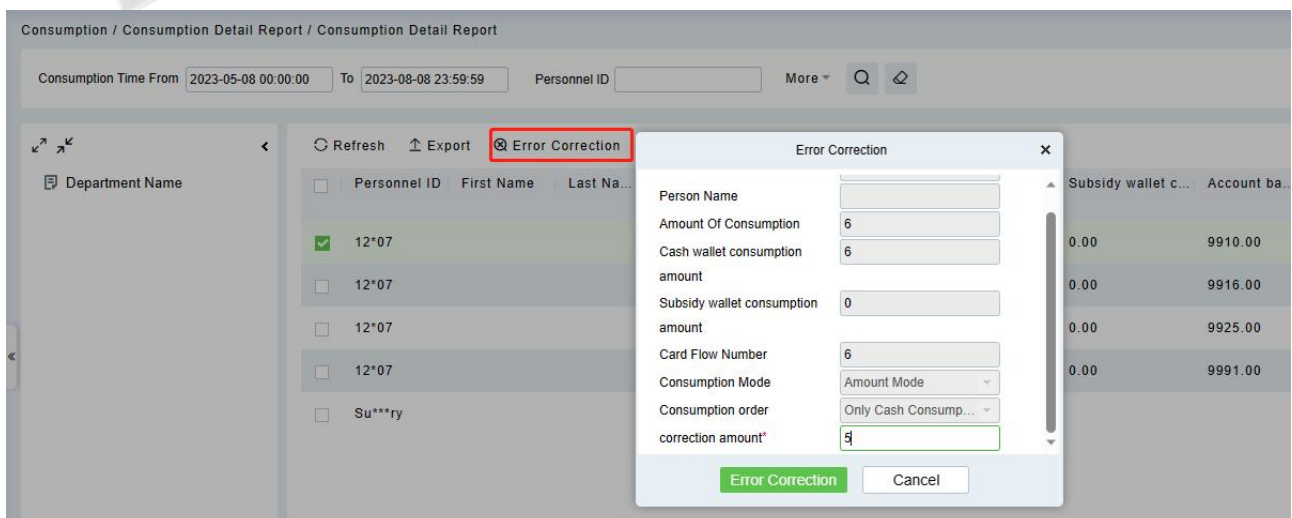 Consumption / Consumption Detail Report / Consumption Detail Report
Consumption Time From 2023-05-08 00:00:00 To 2023-08-08 23:59:59 Personnel ID More
Refresh Export Error Correction
Department Name
Personnel ID First Name Last Na... Subsidy wallet c... Account ba...
12*07 0.00 9910.00
12*07 0.00 9916.00
12*07 0.00 9925.00
12*07 0.00 9991.00
Su***ry
Error Correction
Person Name
Amount Of Consumption 6
Cash wallet consumption 6
amount
Subsidy wallet consumption 0
amount
Card Flow Number 6
Consumption Mode Amount Mode
Consumption order Only Cash Consump...
correction amount* 5
Error Correction Cancel